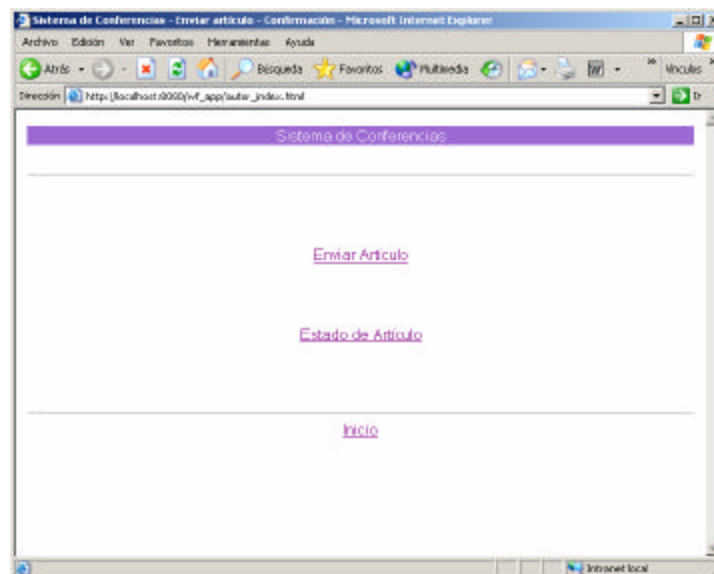 Sistema de Conferencias - Enviar artículo - Confirmación - Microsoft Internet Explorer
Archivo Edición Ver Favoritos Herramientas Ayuda
Atrás Búsqueda Favoritos Multimedia Vínculos
Dirección http://localhost:8080/wf_app/autor_index.html Ir
Sistema de Conferencias
Enviar Artículo
Estado de Artículo
Inicio
Intranet local